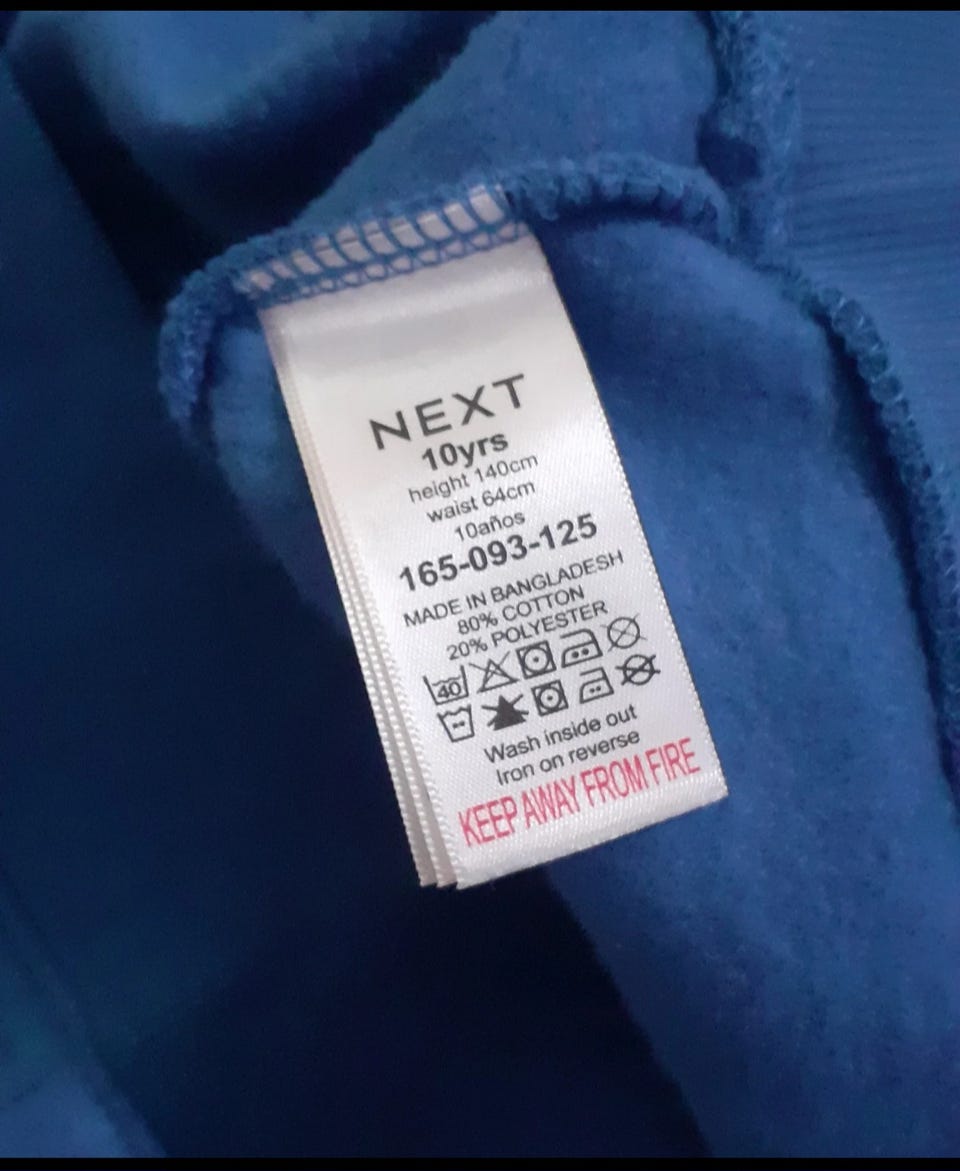 NEXT
10yrs
height 140cm
waist 64cm
10años
165-093-125
MADE IN BANGLADESH
80% COTTON
20% POLYESTER
40
Wash inside out
Iron on reverse
KEEP AWAY FROM FIRE